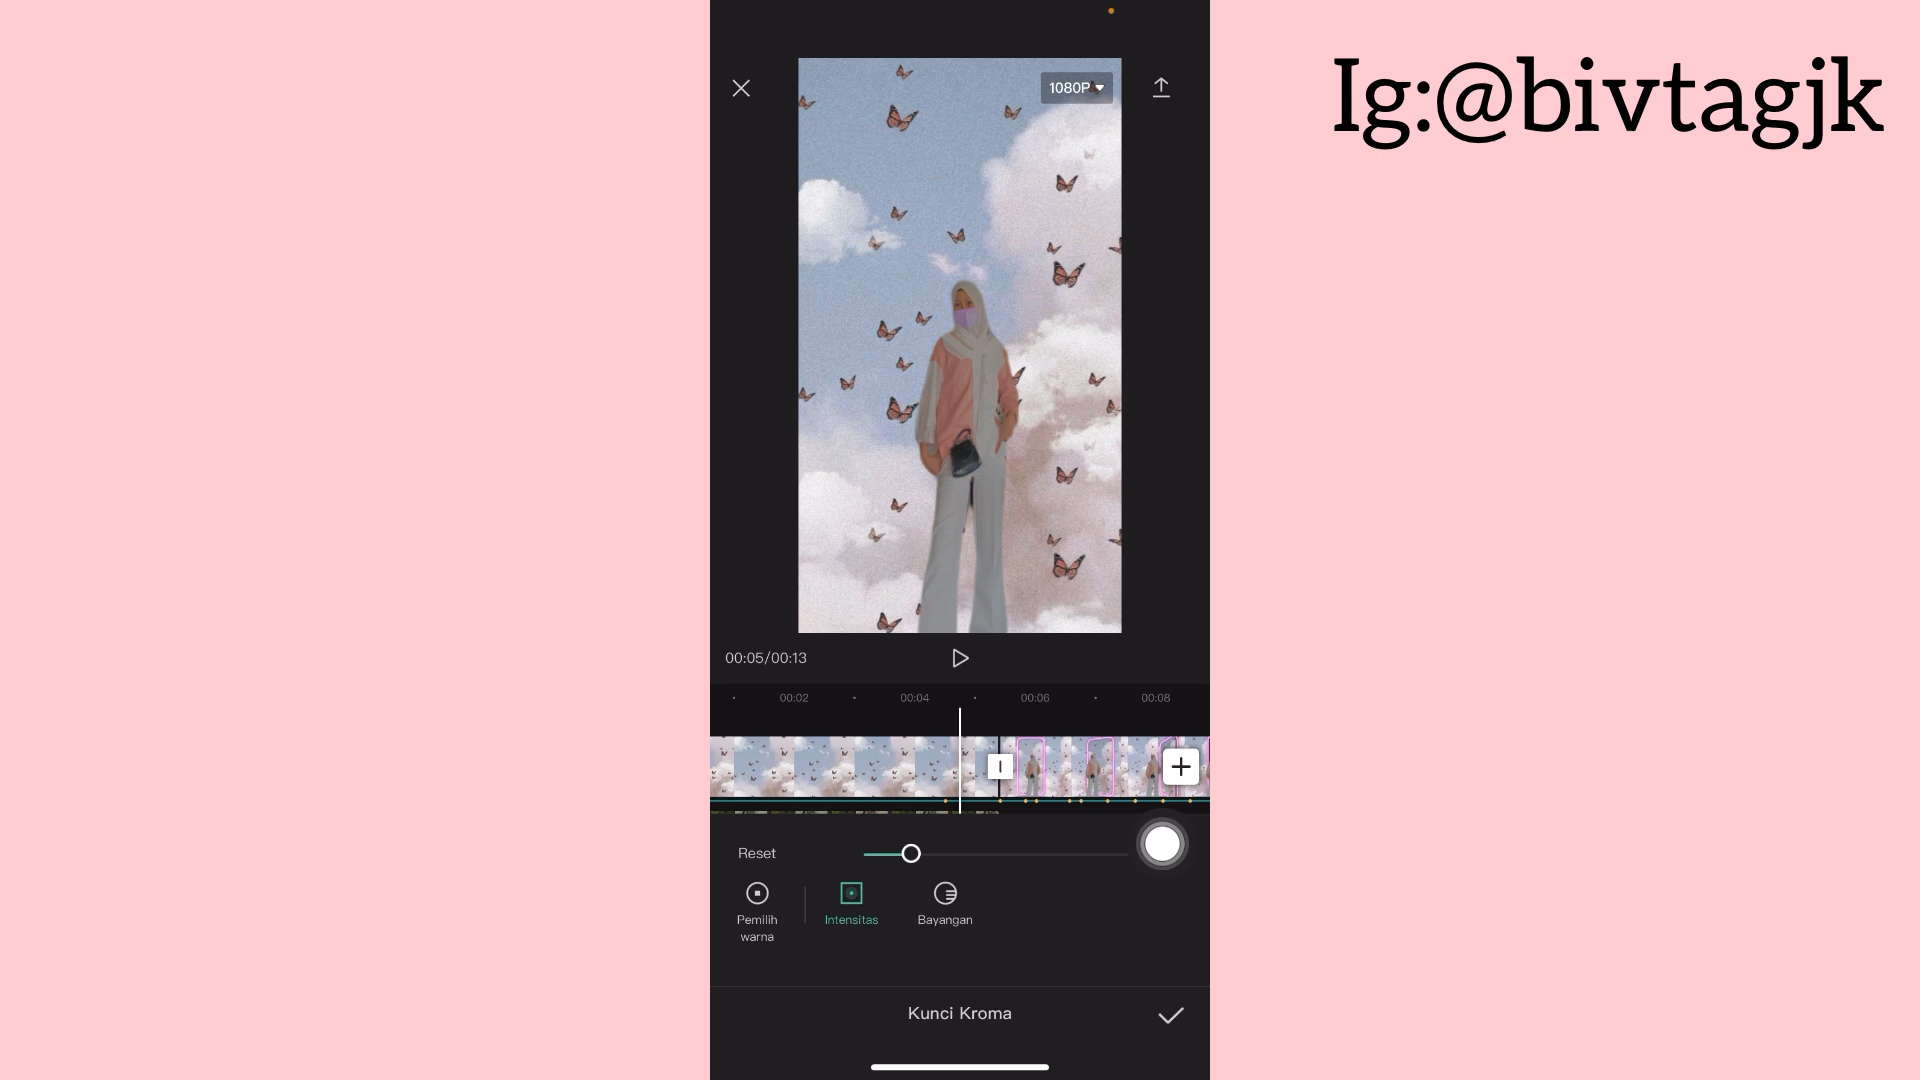 Ig:@bivtagjk
1080P
00:05/00:13
00:02
00:04
00:06
00:08
Reset
Pemilih
warna
Intensitas
Bayangan
Kunci Kroma